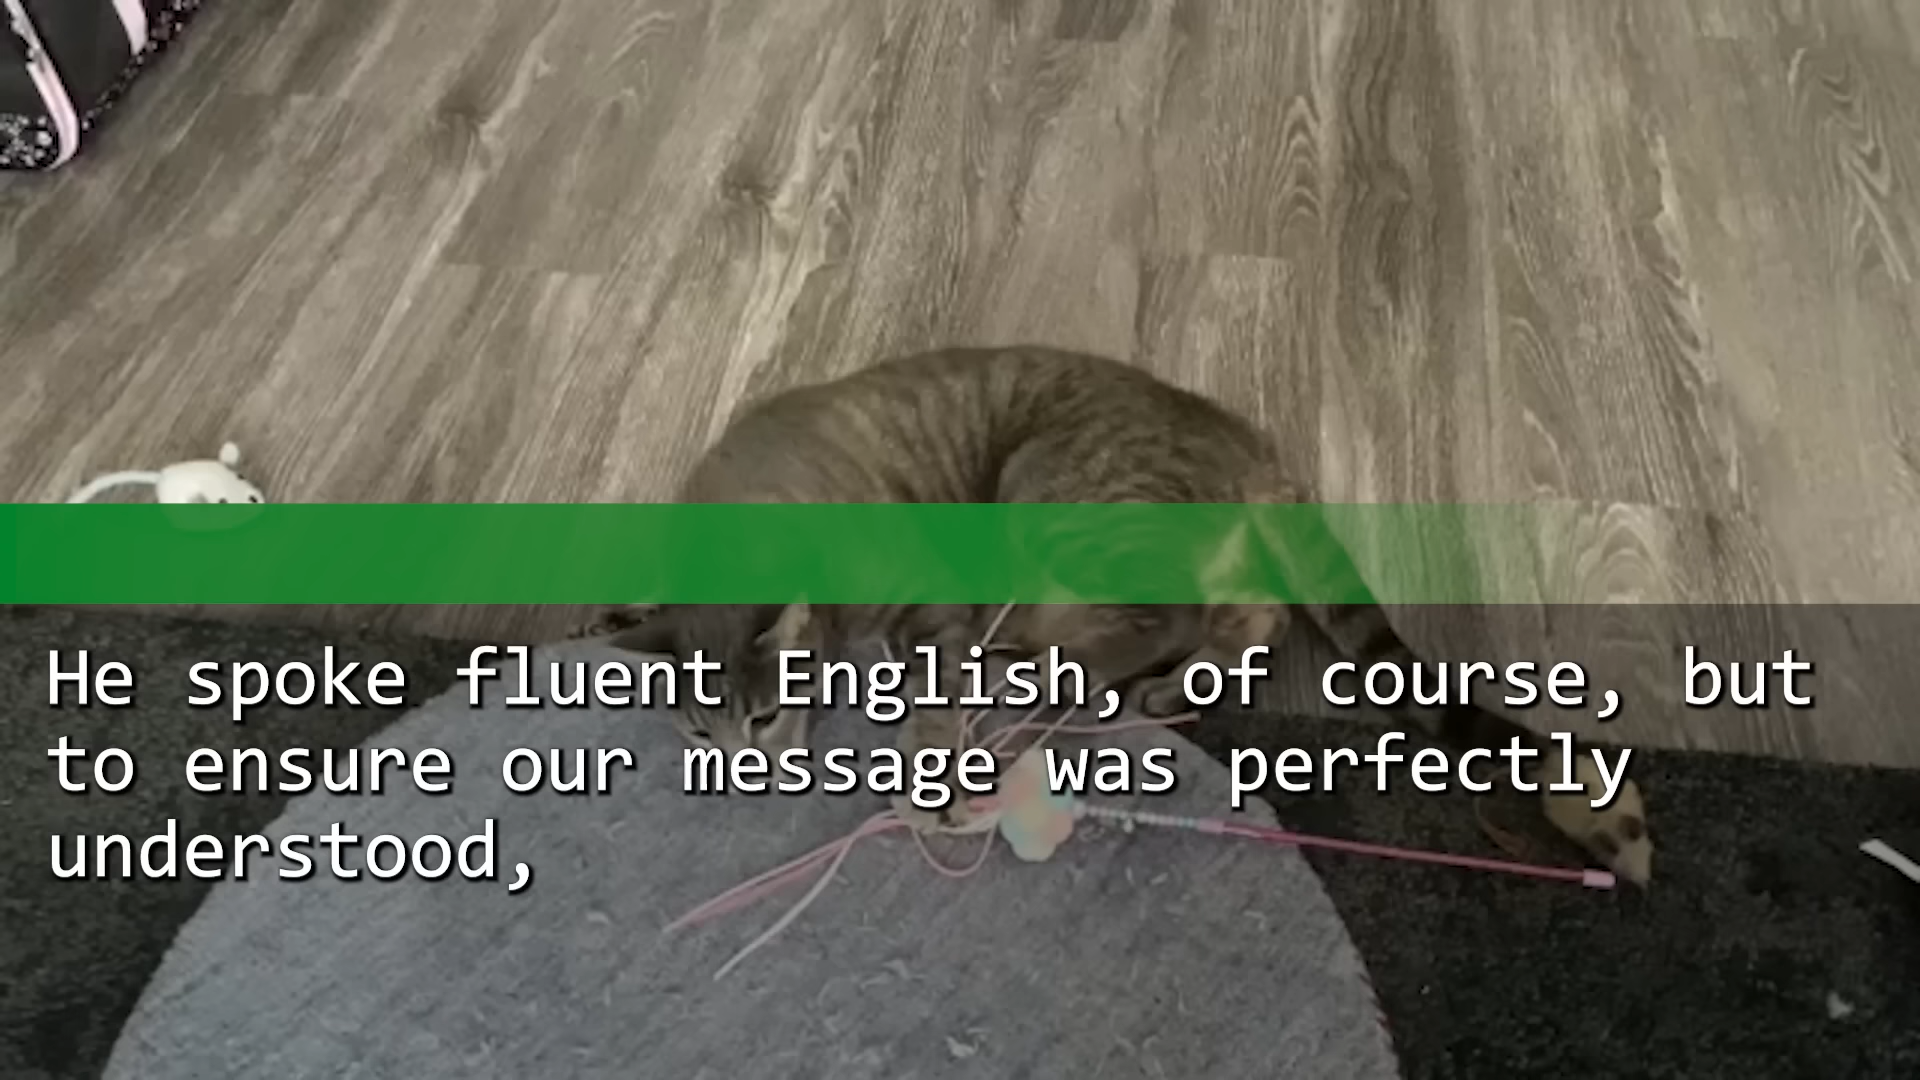 He spoke fluent English, of course, but
to ensure our message was perfectly
understood,